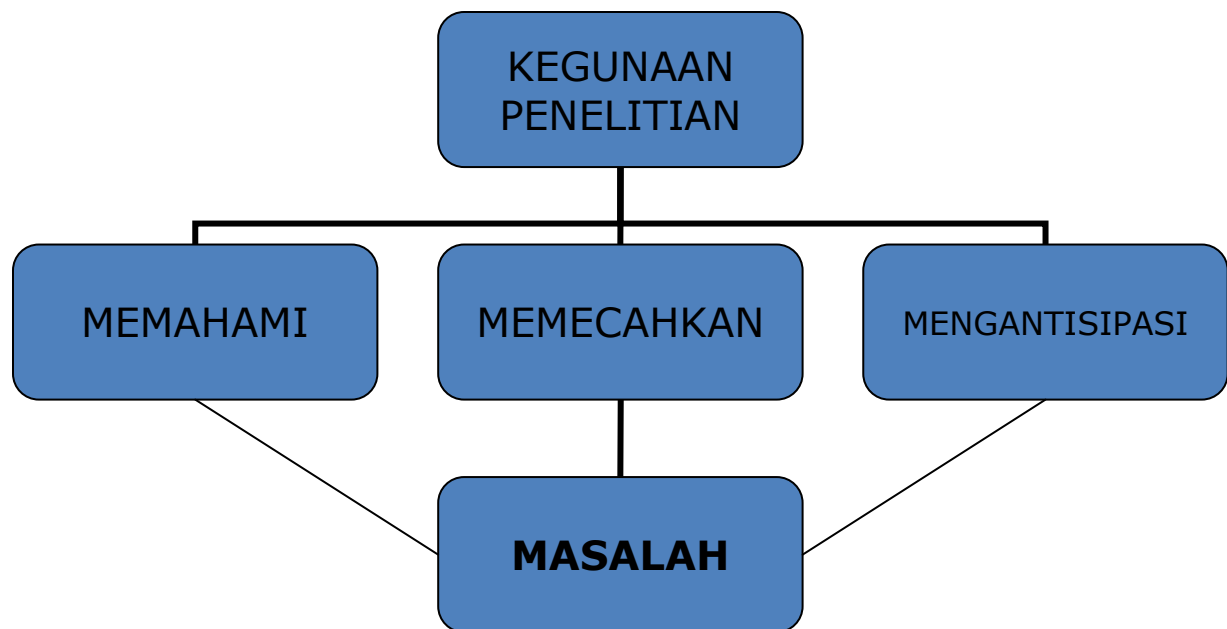 KEGUNAAN
PENELITIAN
MEMAHAMI
MEMECAHKAN
MENGANTISIPASI
MASALAH